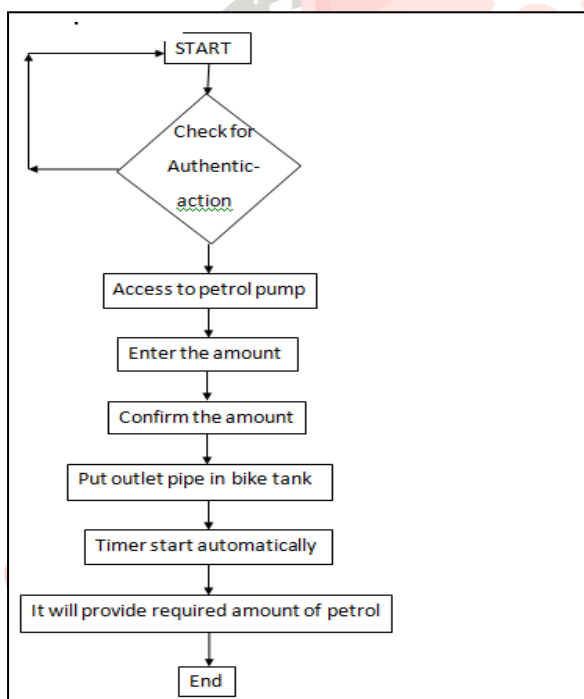 START
Check for
Authentic-
action
Access to petrol pump
Enter the amount
Confirm the amount
Put outlet pipe in bike tank
Timer start automatically
It will provide required amount of petrol
End